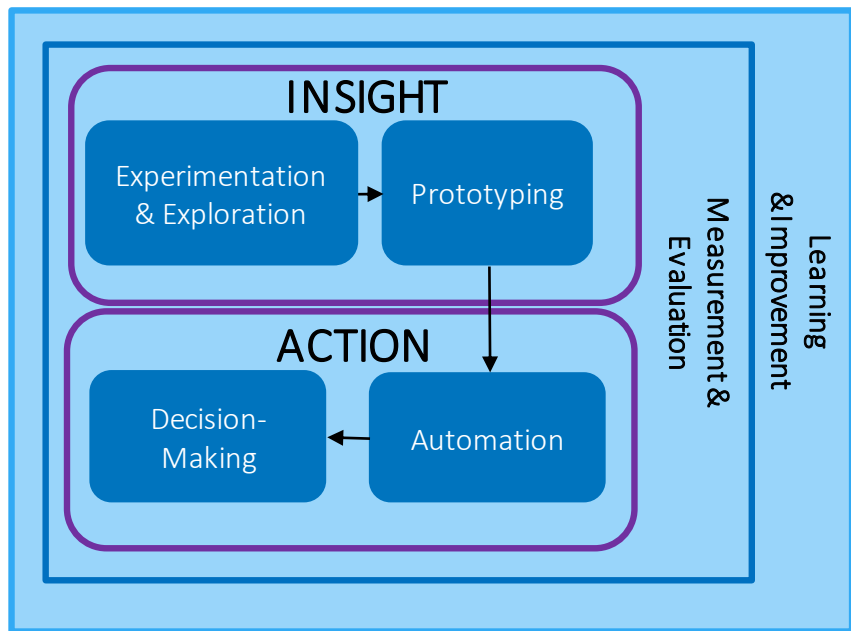 INSIGHT
Experimentation
& Exploration
Prototyping
ACTION
Decision-
Making
Automation
Measurement &
Evaluation
Learning
&Improvement